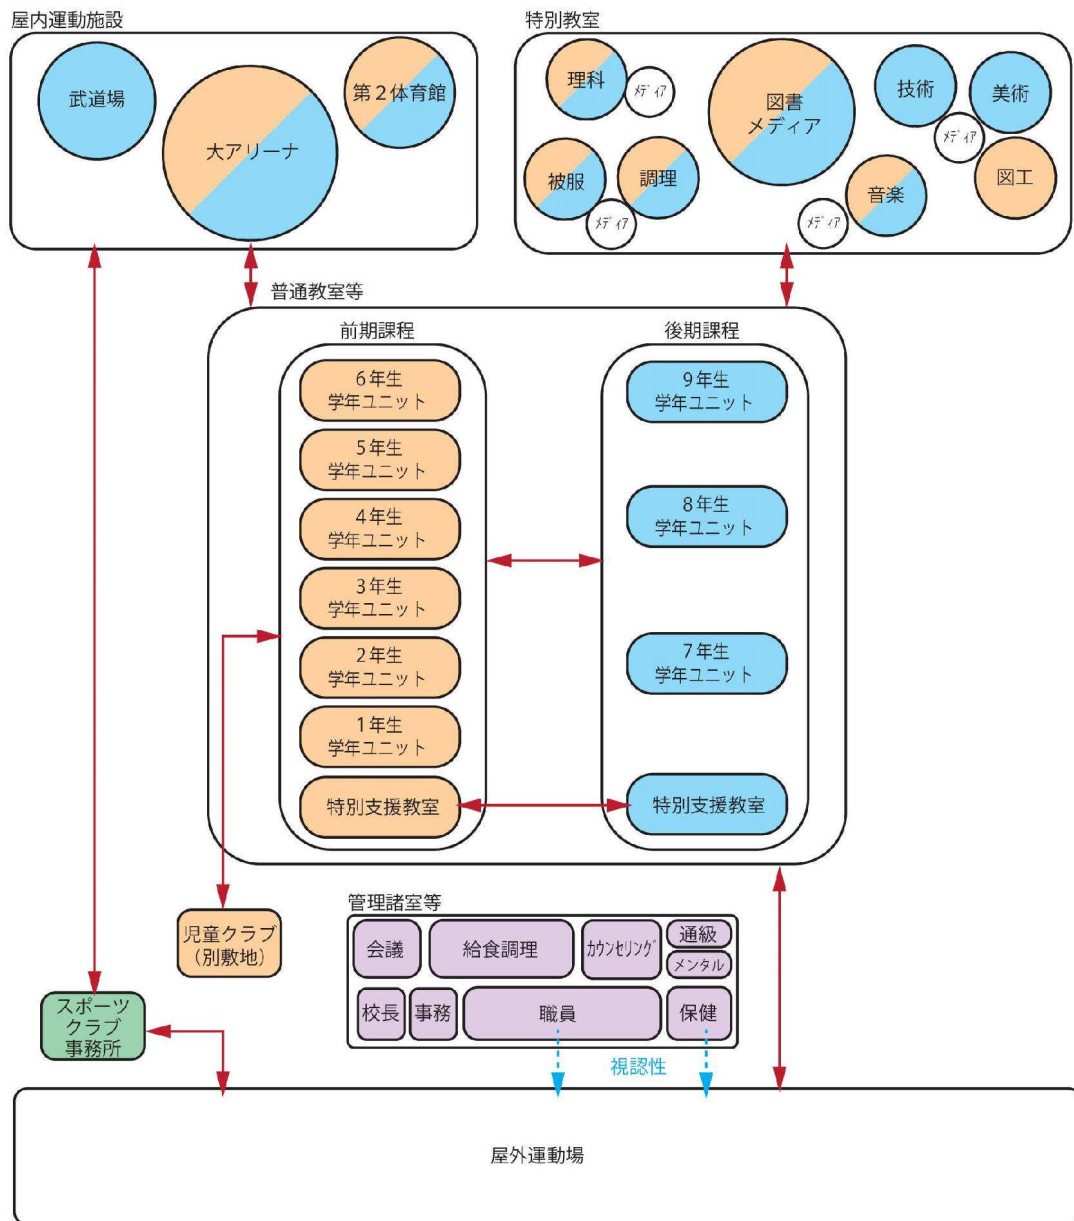 屋内運動施設
武道場
大アリーナ
第2体育館
特別教室
理科
メディア
図書
メディア
技術
美術
メディア
図工
被服
調理
メディア
音楽
メディア
普通教室等
前期課程
6年生
学年ユニット
5年生
学年ユニット
4年生
学年ユニット
3年生
学年ユニット
2年生
学年ユニット
1年生
学年ユニット
特別支援教室
後期課程
9年生
学年ユニット
8年生
学年ユニット
7年生
学年ユニット
特別支援教室
児童クラブ
(別敷地)
スポーツ
クラブ
事務所
管理諸室等
会議
給食調理
カウンセリング
通級
メンタル
校長
事務
職員
保健
視認性
屋外運動場